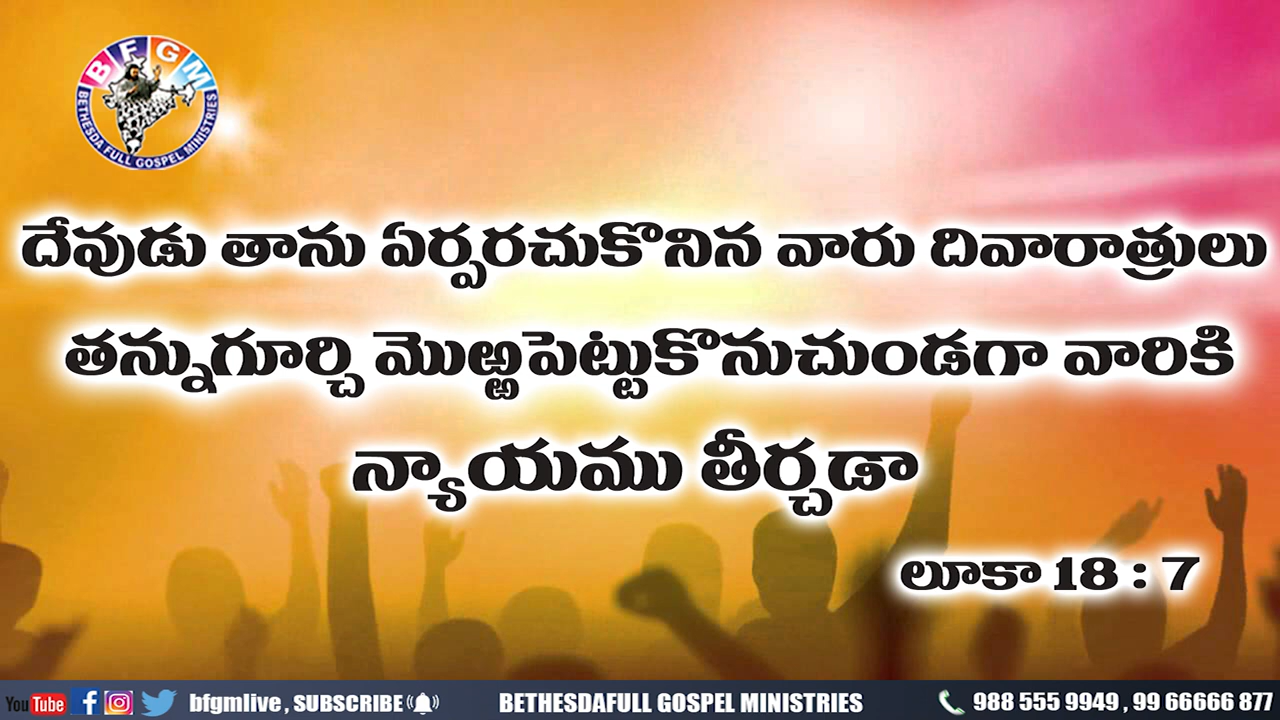 BFGM
BETHESDA FULL GOSPEL MINISTRIES
దేవుడు తాను ఏర్పరచుకొనిన వారు దివారాత్రులు
తన్నుగూర్చి మొఱ్ఱపెట్టుకొనుచుండగా వారికి
న్యాయము తీర్చడా
లూకా 18 : 7
YouTube bfgmlive , SUBSCRIBE BETHESDAFULL GOSPEL MINISTRIES 988 555 9949 , 99 66666 877